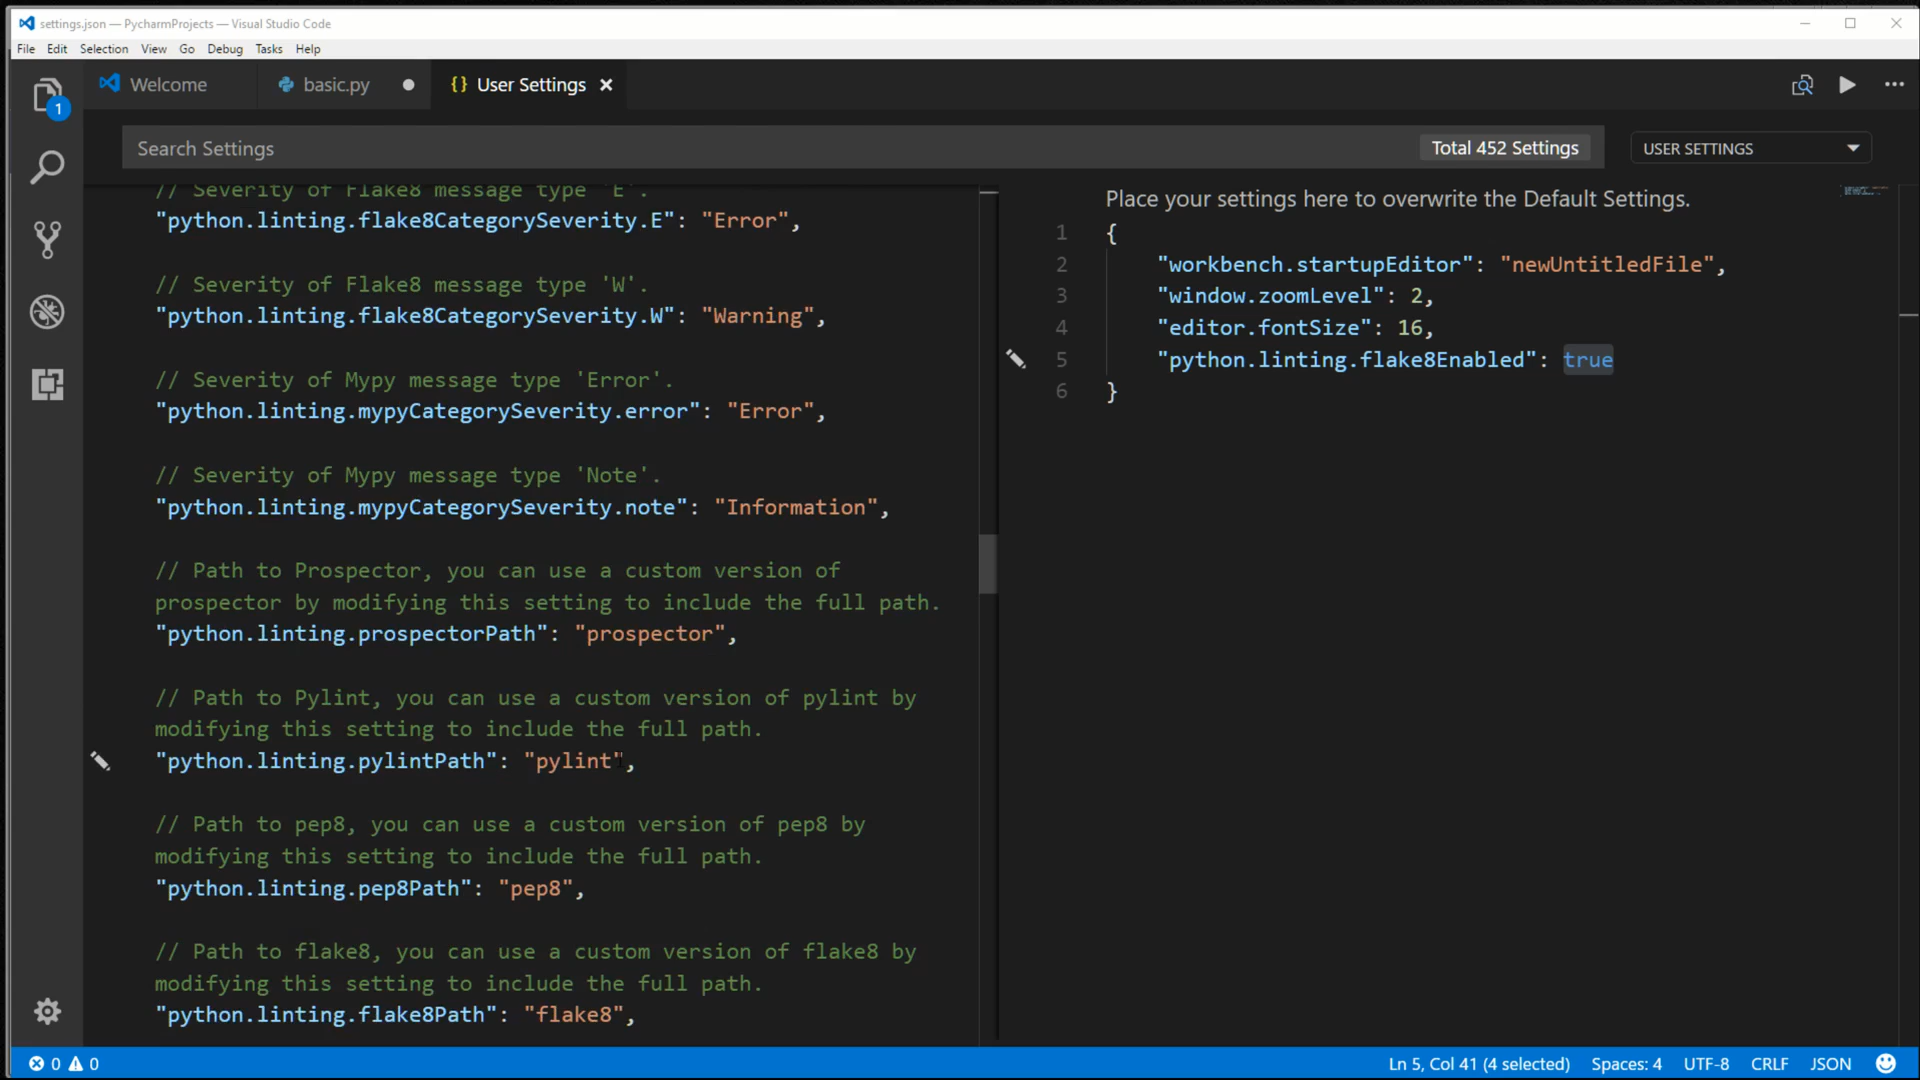 settings.json — PycharmProjects — Visual Studio Code
File Edit Selection View Go Debug Tasks Help
1
Welcome
basic.py
{} User Settings
Search Settings
Total 452 Settings
USER SETTINGS
// Severity of Flake8 message type 'E'.
"python.linting.flake8CategorySeverity.E": "Error",
// Severity of Flake8 message type 'W'.
"python.linting.flake8CategorySeverity.W": "Warning",
// Severity of Mypy message type 'Error'.
"python.linting.mypyCategorySeverity.error": "Error",
// Severity of Mypy message type 'Note'.
"python.linting.mypyCategorySeverity.note": "Information",
// Path to Prospector, you can use a custom version of
prospector by modifying this setting to include the full path.
"python.linting.prospectorPath": "prospector",
// Path to Pylint, you can use a custom version of pylint by
modifying this setting to include the full path.
"python.linting.pylintPath": "pylint",
// Path to pep8, you can use a custom version of pep8 by
modifying this setting to include the full path.
"python.linting.pep8Path": "pep8",
// Path to flake8, you can use a custom version of flake8 by
modifying this setting to include the full path.
"python.linting.flake8Path": "flake8",
Place your settings here to overwrite the Default Settings.
1 {
2 "workbench.startupEditor": "newUntitledFile",
3 "window.zoomLevel": 2,
4 "editor.fontSize": 16,
5 "python.linting.flake8Enabled": true
6 }
0 0
Ln 5, Col 41 (4 selected) Spaces: 4 UTF-8 CRLF JSON